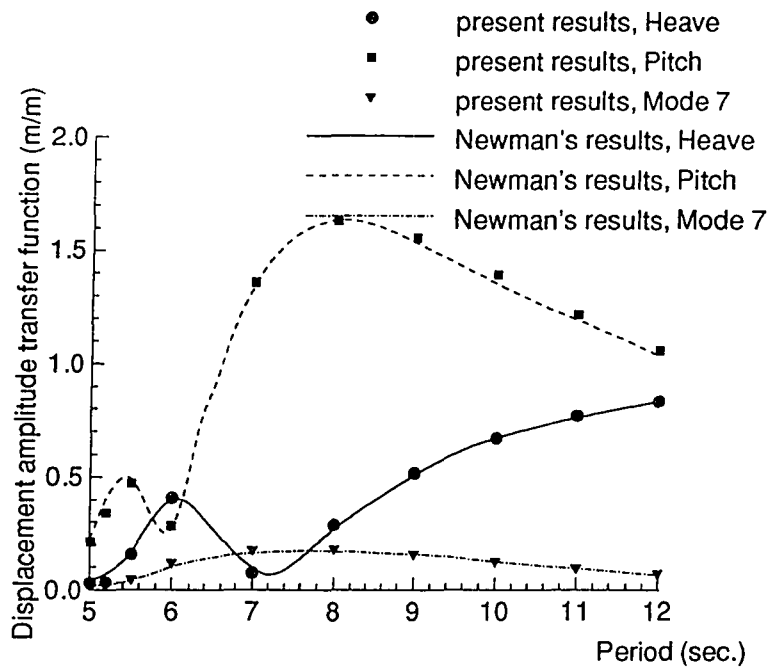 present results, Heave
present results, Pitch
present results, Mode 7
Newman's results, Heave
Newman's results, Pitch
Newman's results, Mode 7
Displacement amplitude transfer function (m/m)
2.0
1.5
1.0
0.5
0.0
5 6 7 8 9 10 11 12
Period (sec.)